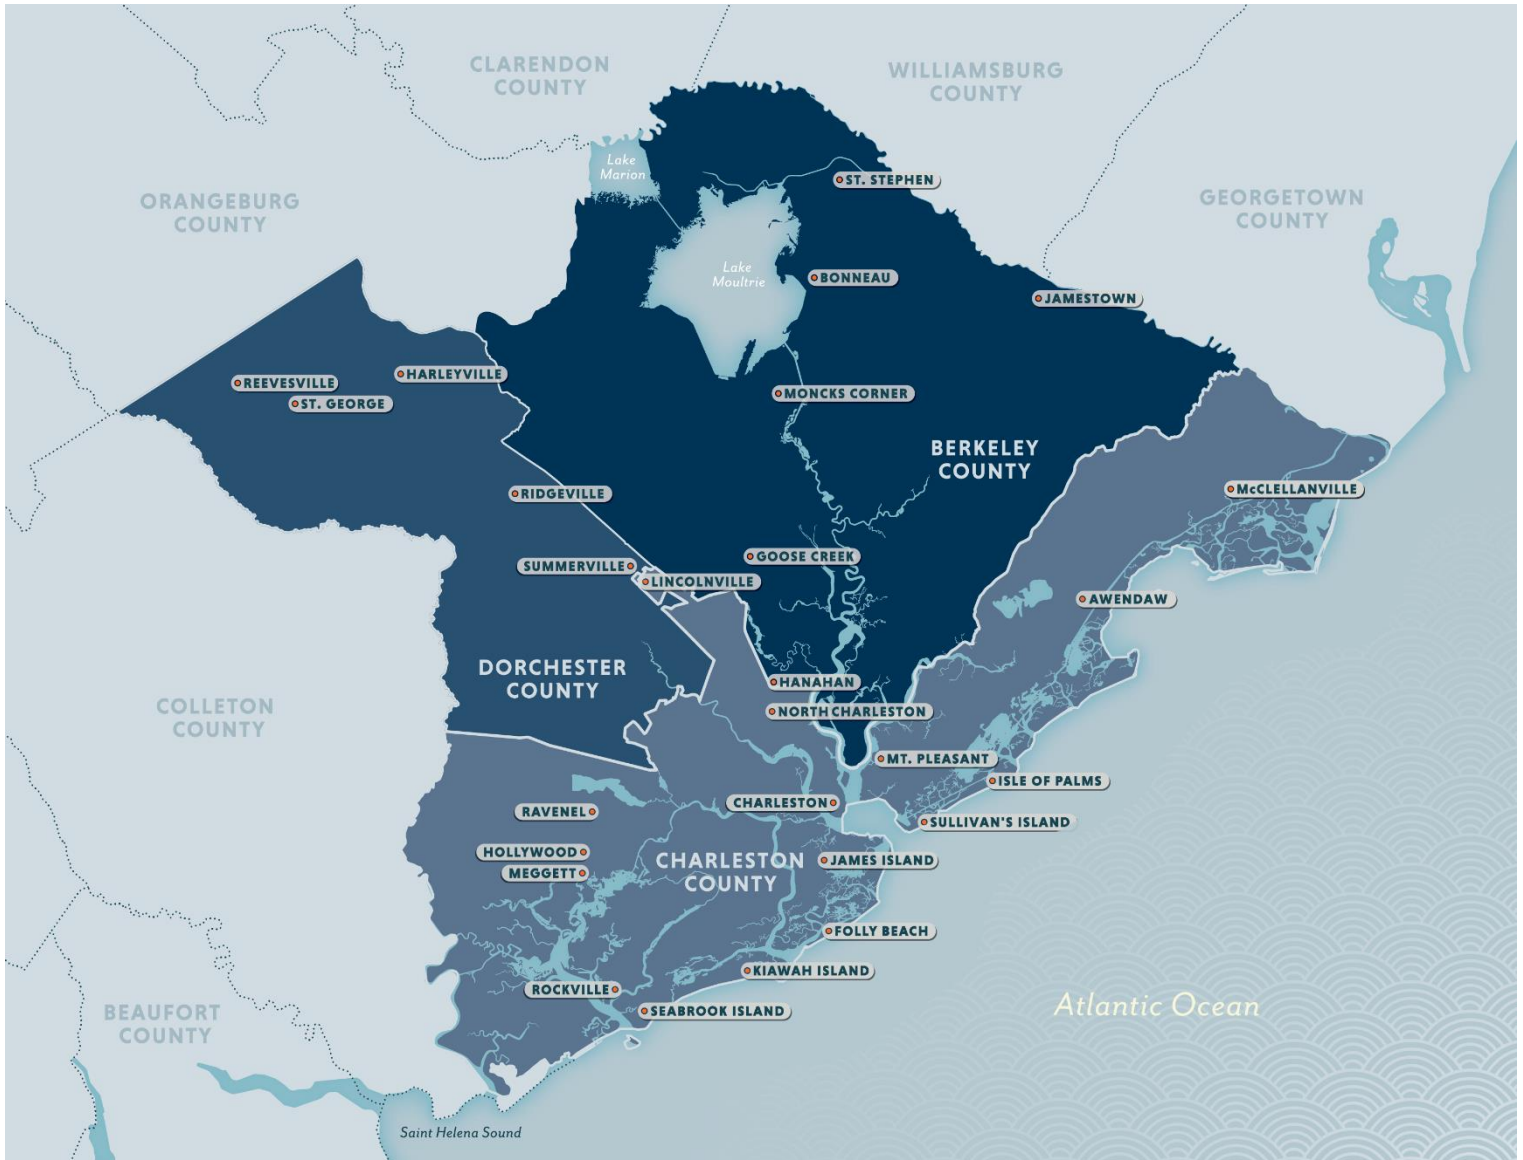 CLARENDON
COUNTY
WILLIAMSBURG
COUNTY
Lake
Marion
ST. STEPHEN
ORANGEBURG
COUNTY
GEORGETOWN
COUNTY
Lake
Moultrie
BONNEAU
JAMESTOWN
REEVESVILLE
HARLEYVILLE
ST. GEORGE
MONCKS CORNER
BERKELEY
COUNTY
RIDGEVILLE
McCLELLANVILLE
SUMMERVILLE
GOOSE CREEK
LINCOLNVILLE
AWENDAW
DORCHESTER
COUNTY
HANAHAN
COLLETON
COUNTY
NORTH CHARLESTON
MT. PLEASANT
ISLE OF PALMS
CHARLESTON
RAVENEL
SULLIVAN'S ISLAND
HOLLYWOOD
CHARLESTON
COUNTY
JAMES ISLAND
MEGGETT
FOLLY BEACH
KIAWAH ISLAND
ROCKVILLE
SEABROOK ISLAND
Atlantic Ocean
BEAUFORT
COUNTY
Saint Helena Sound